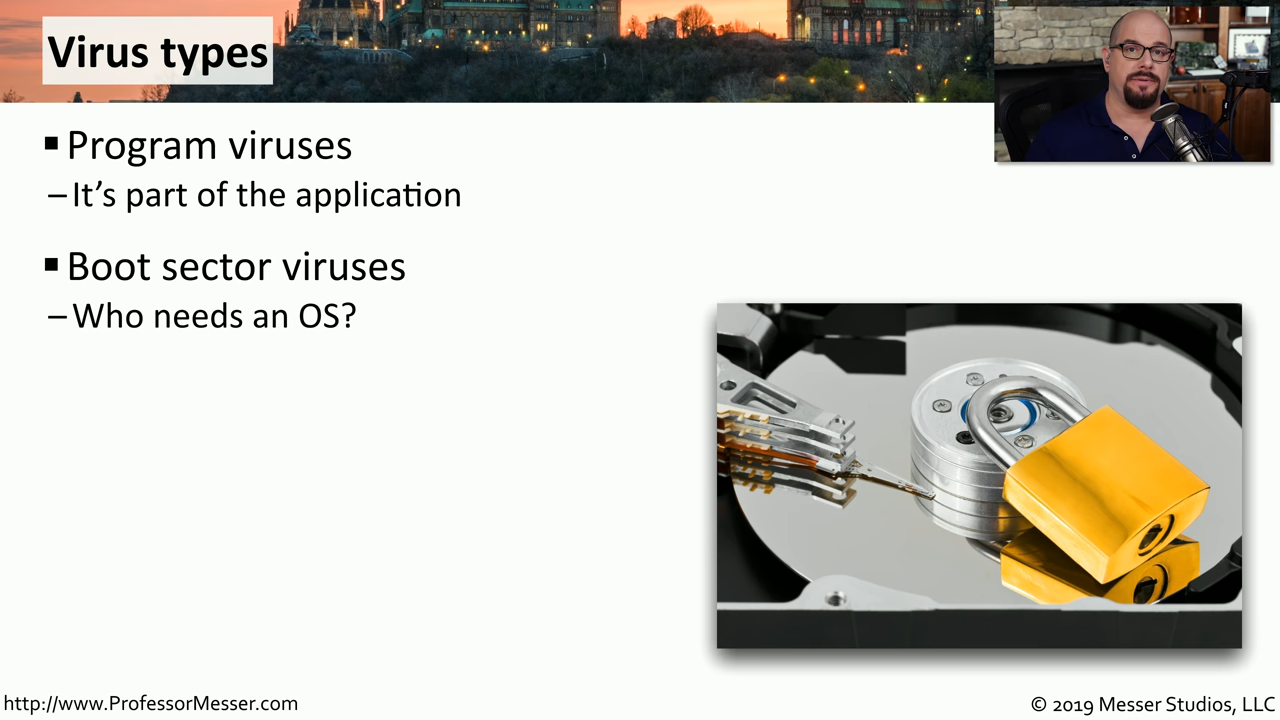 Virus types
▪ Program viruses
– It’s part of the application
▪ Boot sector viruses
– Who needs an OS?
http://www.ProfessorMesser.com
© 2019 Messer Studios, LLC